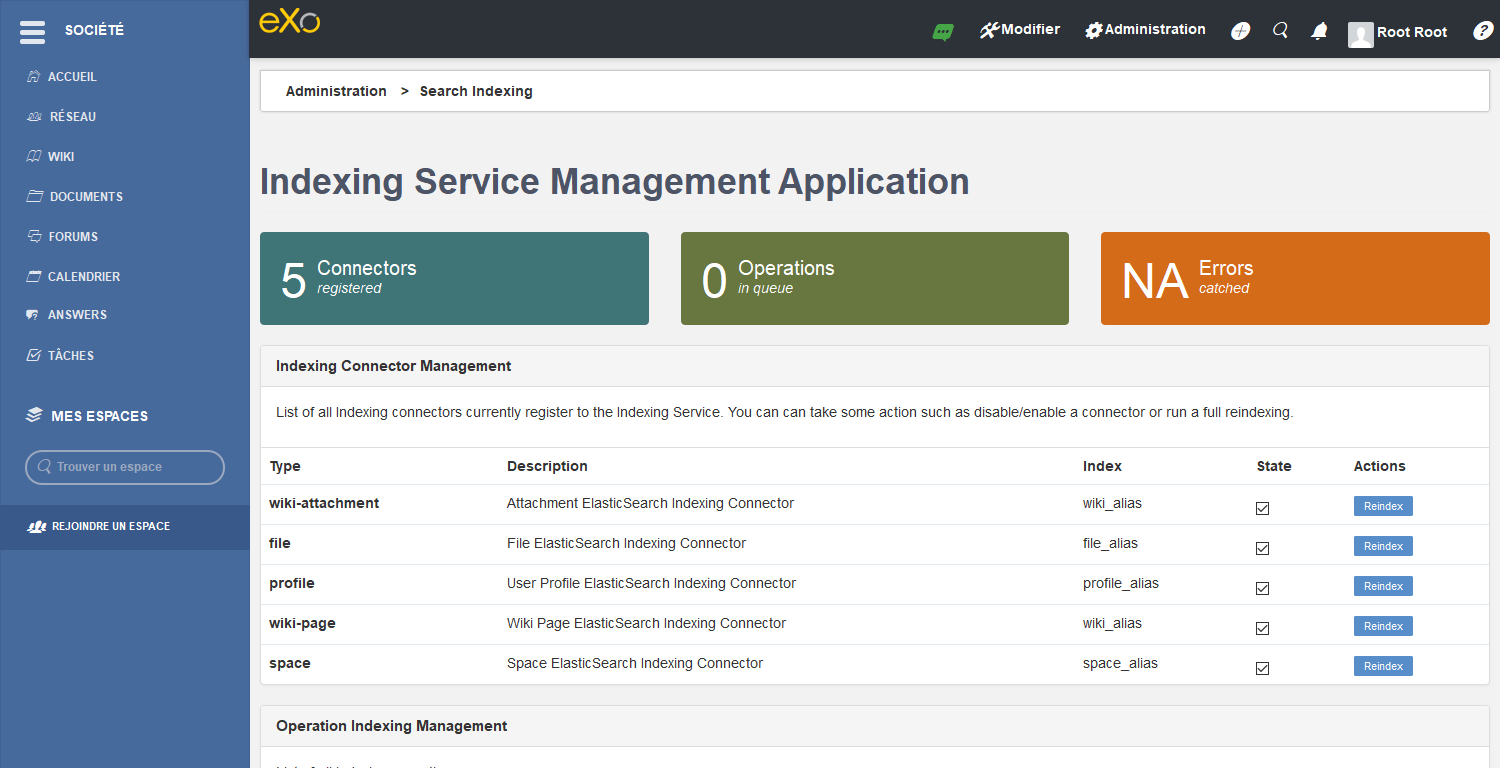 SOCIÉTÉ
ACCUEIL
RÉSEAU
WIKI
DOCUMENTS
FORUMS
CALENDRIER
ANSWERS
TÂCHES
MES ESPACES
Trouver un espace
REJOINDRE UN ESPACE
eXo
Modifier Administration Root Root ?
Administration > Search Indexing
Indexing Service Management Application
5 Connectors
registered
0 Operations
in queue
NA Errors
catched
Indexing Connector Management
List of all Indexing connectors currently register to the Indexing Service. You can can take some action such as disable/enable a connector or run a full reindexing.
Type Description Index State Actions
wiki-attachment Attachment ElasticSearch Indexing Connector wiki_alias Reindex
file File ElasticSearch Indexing Connector file_alias Reindex
profile User Profile ElasticSearch Indexing Connector profile_alias Reindex
wiki-page Wiki Page ElasticSearch Indexing Connector wiki_alias Reindex
space Space ElasticSearch Indexing Connector space_alias Reindex
Operation Indexing Management